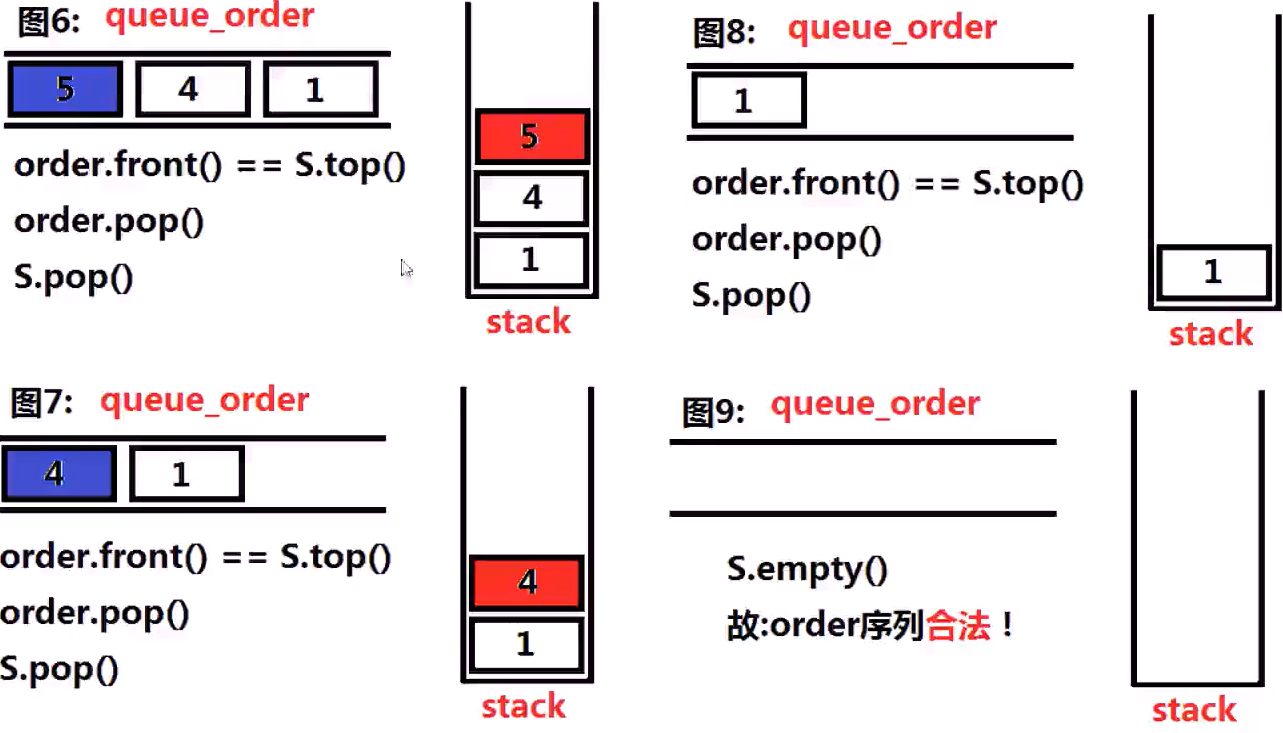 图6: queue_order
5 4 1
order.front() == S.top()
order.pop()
S.pop()
5
4
1
stack
图7: queue_order
4 1
order.front() == S.top()
order.pop()
S.pop()
4
1
stack
图8: queue_order
1
order.front() == S.top()
order.pop()
S.pop()
1
stack
图9: queue_order
S.empty()
故:order序列合法！
stack